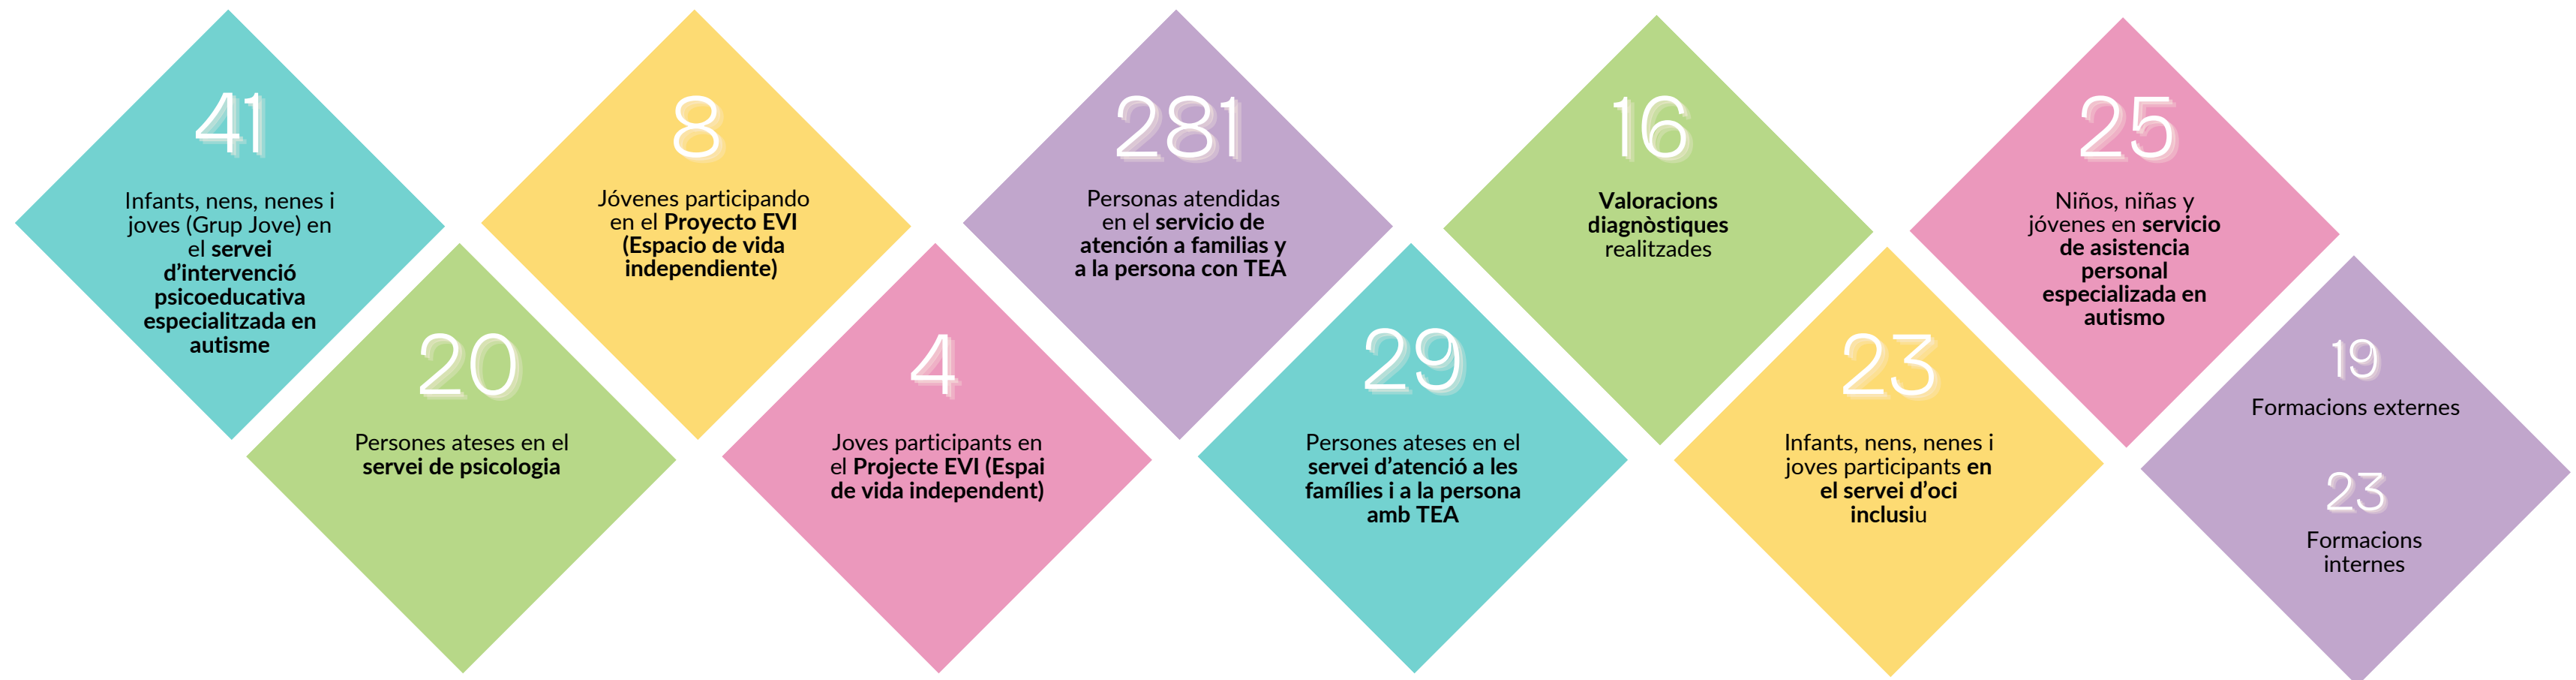 41
Infants, nens, nenes i
joves (Grup Jove) en
el servei
d’intervenció
psicoeducativa
especialitzada en
autisme
20
Persones ateses en el
servei de psicologia
8
Jóvenes participando
en el Proyecto EVI
(Espacio de vida
independiente)
4
Joves participants en
el Projecte EVI (Espai
de vida independent)
281
Personas atendidas
en el servicio de
atención a familias y
a la persona con TEA
29
Persones ateses en el
servei d’atenció a les
famílies i a la persona
amb TEA
16
Valoracions
diagnòstiques
realitzades
23
Infants, nens, nenes i
joves participants en
el servei d’oci
inclusiu
25
Niños, niñas y
jóvenes en servicio
de asistencia
personal
especializada en
autismo
19
Formacions externes
23
Formacions
internes